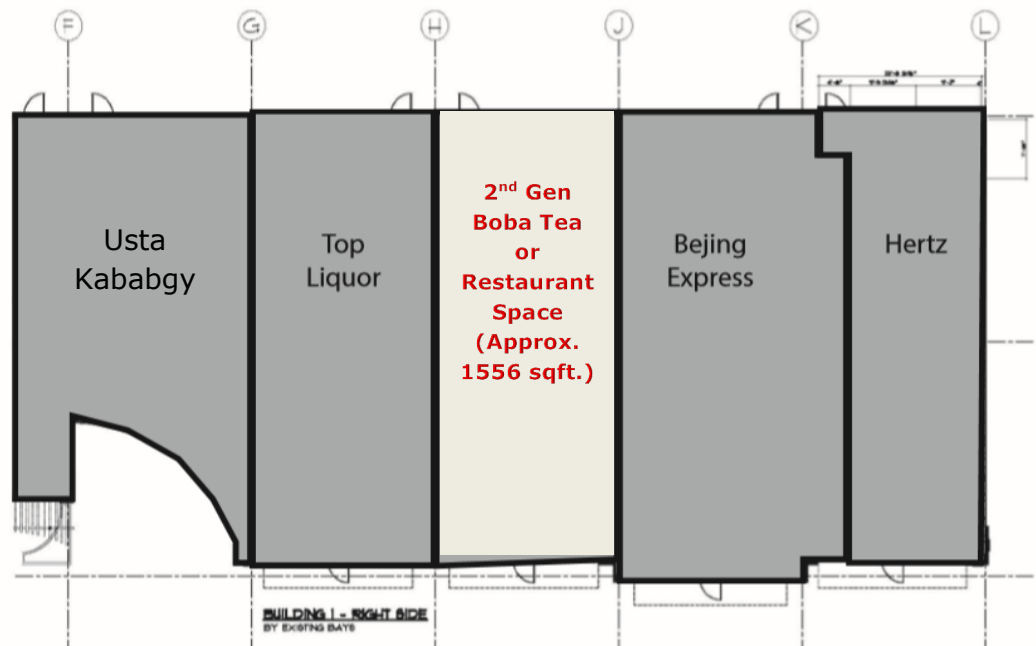 F G H J K L
Usta
Kababgy
Top
Liquor
2nd Gen
Boba Tea
or
Restaurant
Space
(Approx.
1556 sqft.)
Bejing
Express
Hertz
BUILDING 1 - RIGHT SIDE
BY EXISTING BAYS